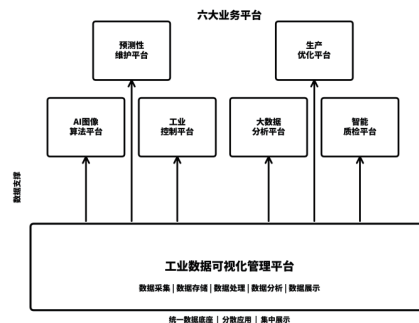 六大业务平台
预测性
维护平台
生产
优化平台
AI图像
算法平台
工业
控制平台
大数据
分析平台
智能
质检平台
数据支撑
工业数据可视化管理平台
数据采集 | 数据存储 | 数据处理 | 数据分析 | 数据展示
统一数据底座 | 分散应用 | 集中展示